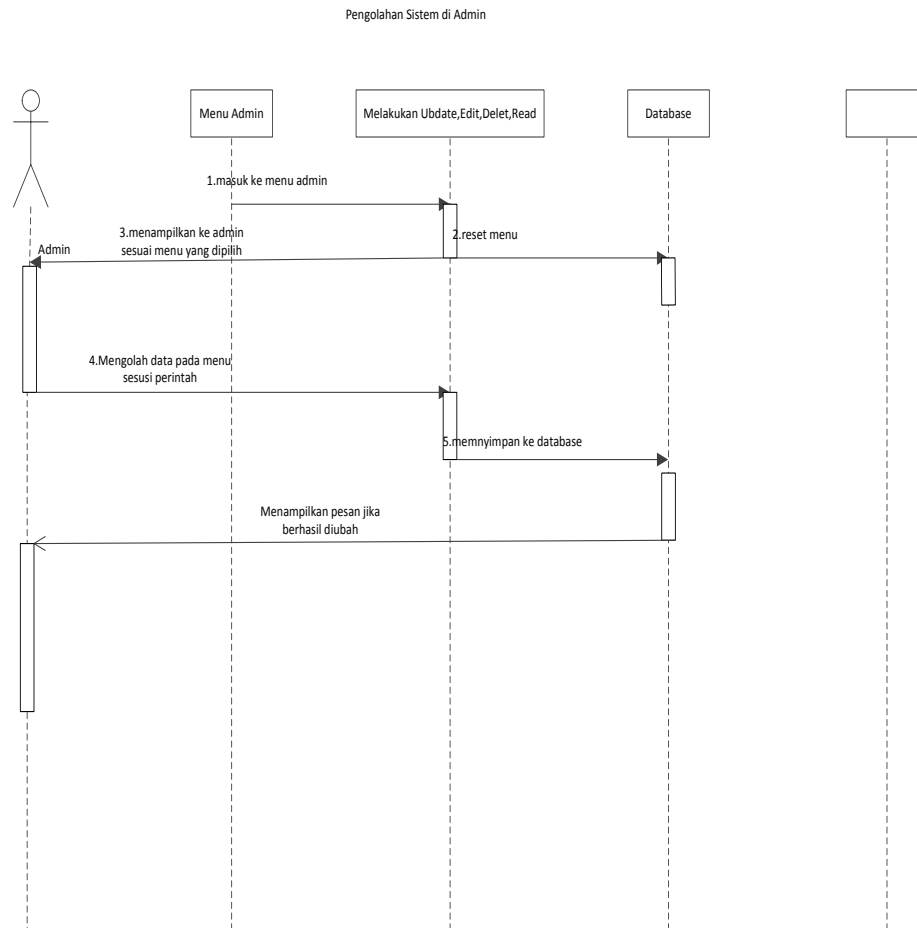 Pengolahan Sistem di Admin
Menu Admin
Melakukan Ubdate,Edit,Delet,Read
Database
1.masuk ke menu admin
3.menampilkan ke admin
sesuai menu yang dipilih
2.reset menu
Admin
4.Mengolah data pada menu
sesusi perintah
5.memnyimpan ke database
Menampilkan pesan jika
berhasil diubah